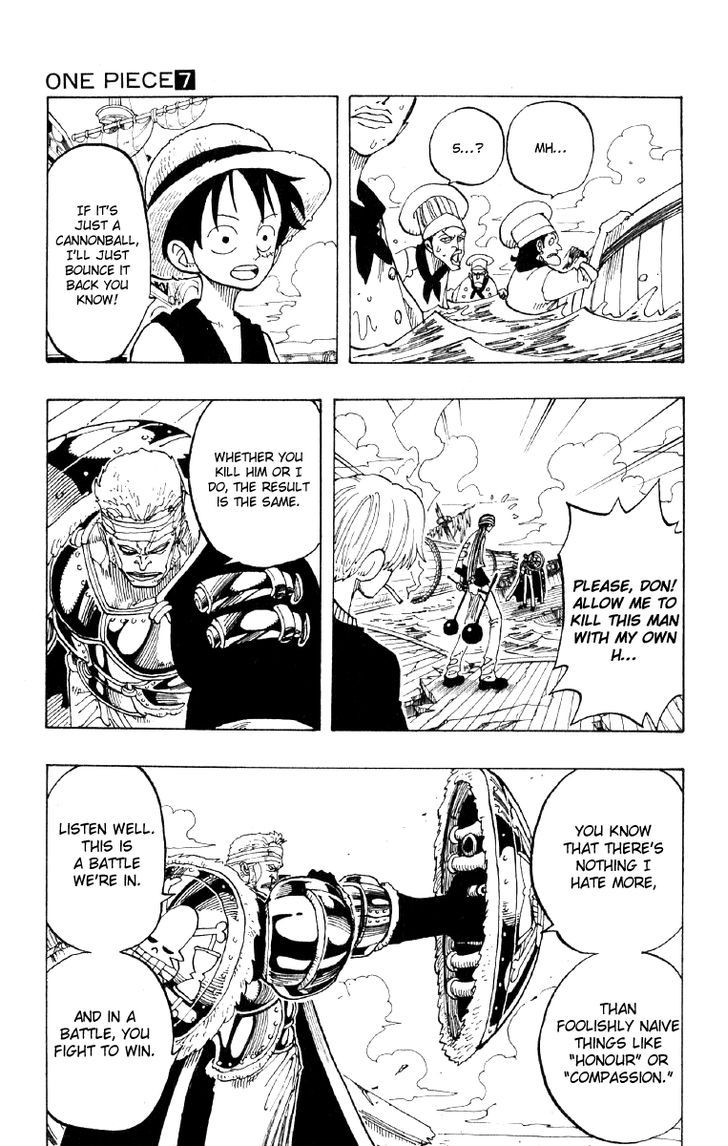 ONE PIECE 7
MH...
S...?
IF IT'S
JUST A
CANNONBALL,
I'LL JUST
BOUNCE IT
BACK YOU
KNOW!
PLEASE, DON!
ALLOW ME TO
KILL THIS MAN
WITH MY OWN
H...
WHETHER YOU
KILL HIM OR I
DO, THE RESULT
IS THE SAME.
YOU KNOW
THAT THERE'S
NOTHING I
HATE MORE,
THAN
FOOLISHLY NAIVE
THINGS LIKE
“HONOUR” OR
“COMPASSION.”
LISTEN WELL.
THIS IS
A BATTLE
WE'RE IN.
AND IN A
BATTLE, YOU
FIGHT TO WIN.